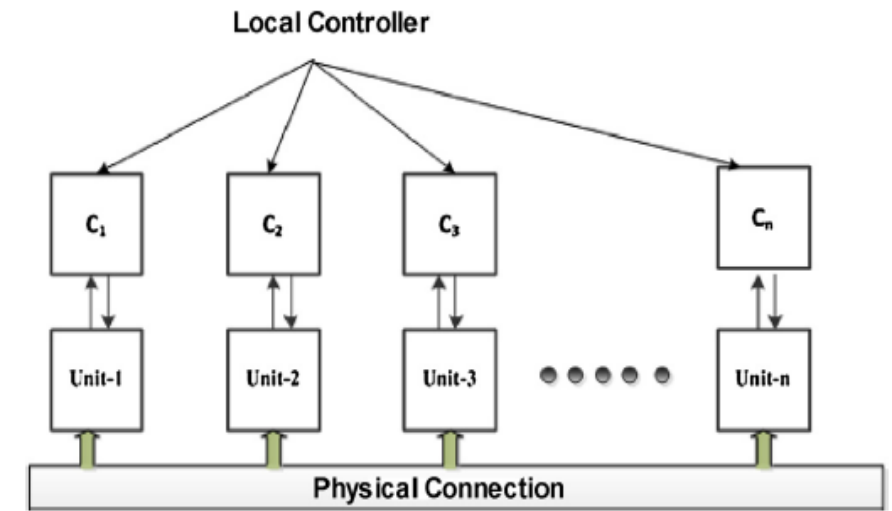 Local Controller
C₁ C₂ C₃ Cₙ
Unit-1 Unit-2 Unit-3 Unit-n
Physical Connection